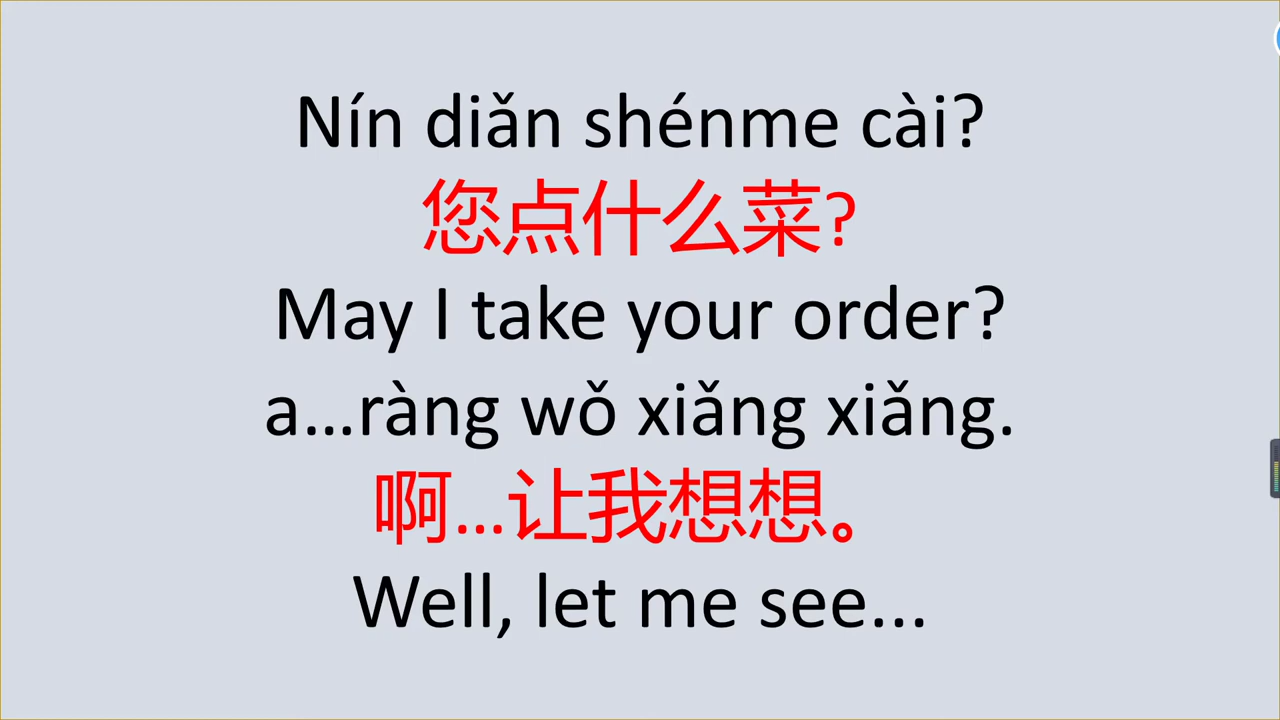 Nín diǎn shénme cài?
您点什么菜?
May I take your order?
a...ràng wǒ xiǎng xiǎng.
啊...让我想想。
Well, let me see...